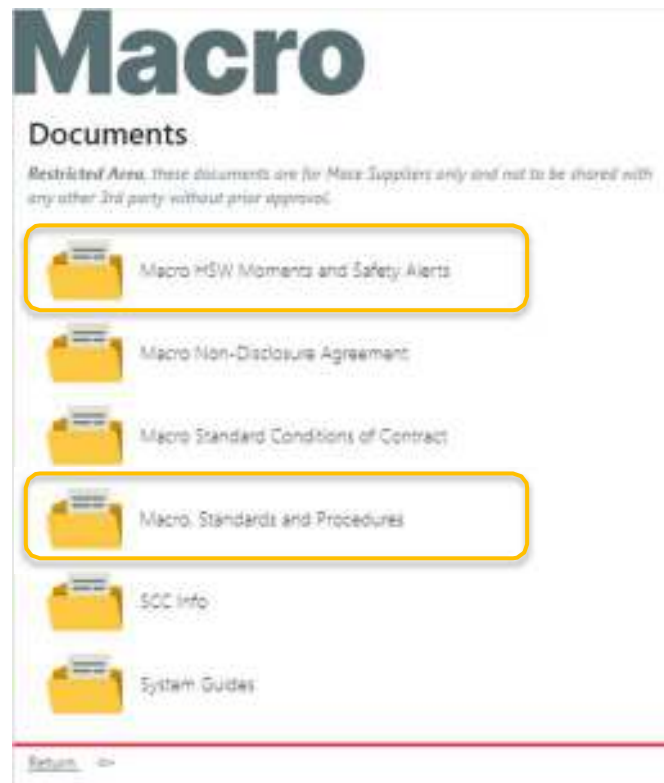 Macro
Documents
Restricted Area, these documents are for Mace Suppliers only and not to be shared with
any other 3rd party without prior approval.
Macro HSW Moments and Safety Alerts
Macro Non-Disclosure Agreement
Macro Standard Conditions of Contract
Macro, Standards and Procedures
SCC Info
System Guides
Return